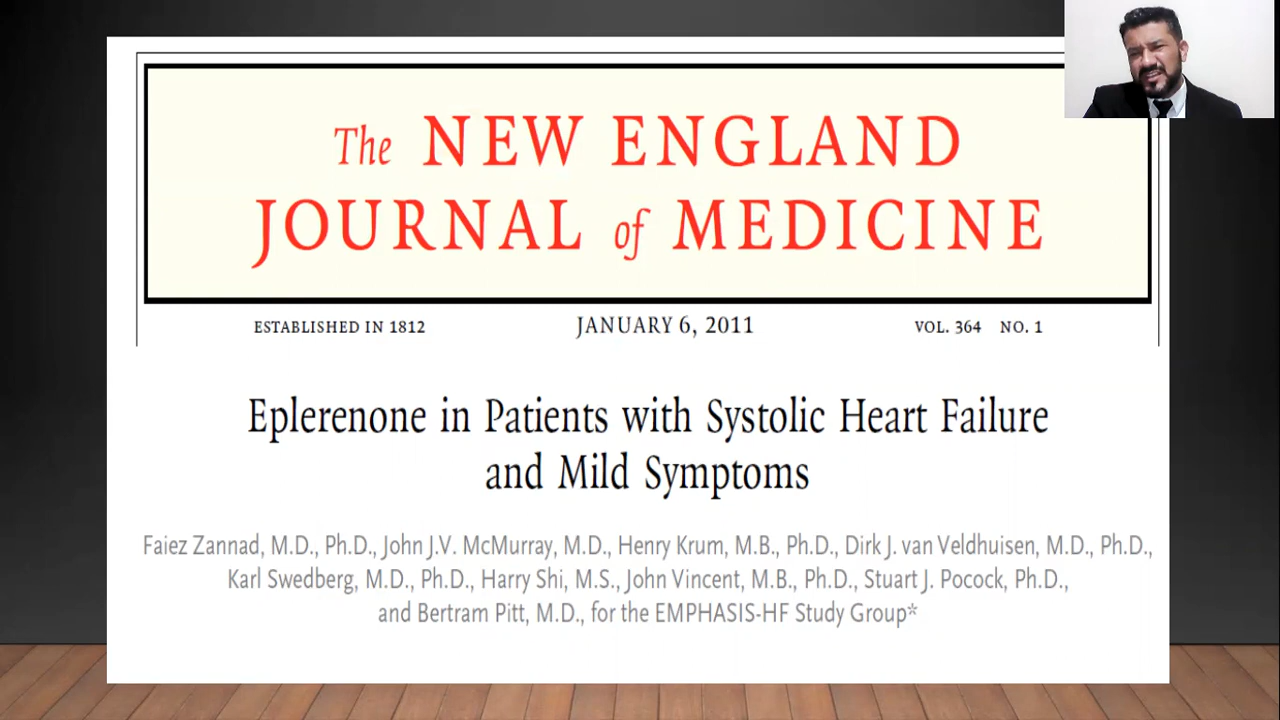 The NEW ENGLAND
JOURNAL of MEDICINE
ESTABLISHED IN 1812 JANUARY 6, 2011 VOL. 364 NO. 1
Eplerenone in Patients with Systolic Heart Failure
and Mild Symptoms
Faiez Zannad, M.D., Ph.D., John J.V. McMurray, M.D., Henry Krum, M.B., Ph.D., Dirk J. van Veldhuisen, M.D., Ph.D.,
Karl Swedberg, M.D., Ph.D., Harry Shi, M.S., John Vincent, M.B., Ph.D., Stuart J. Pocock, Ph.D.,
and Bertram Pitt, M.D., for the EMPHASIS-HF Study Group*